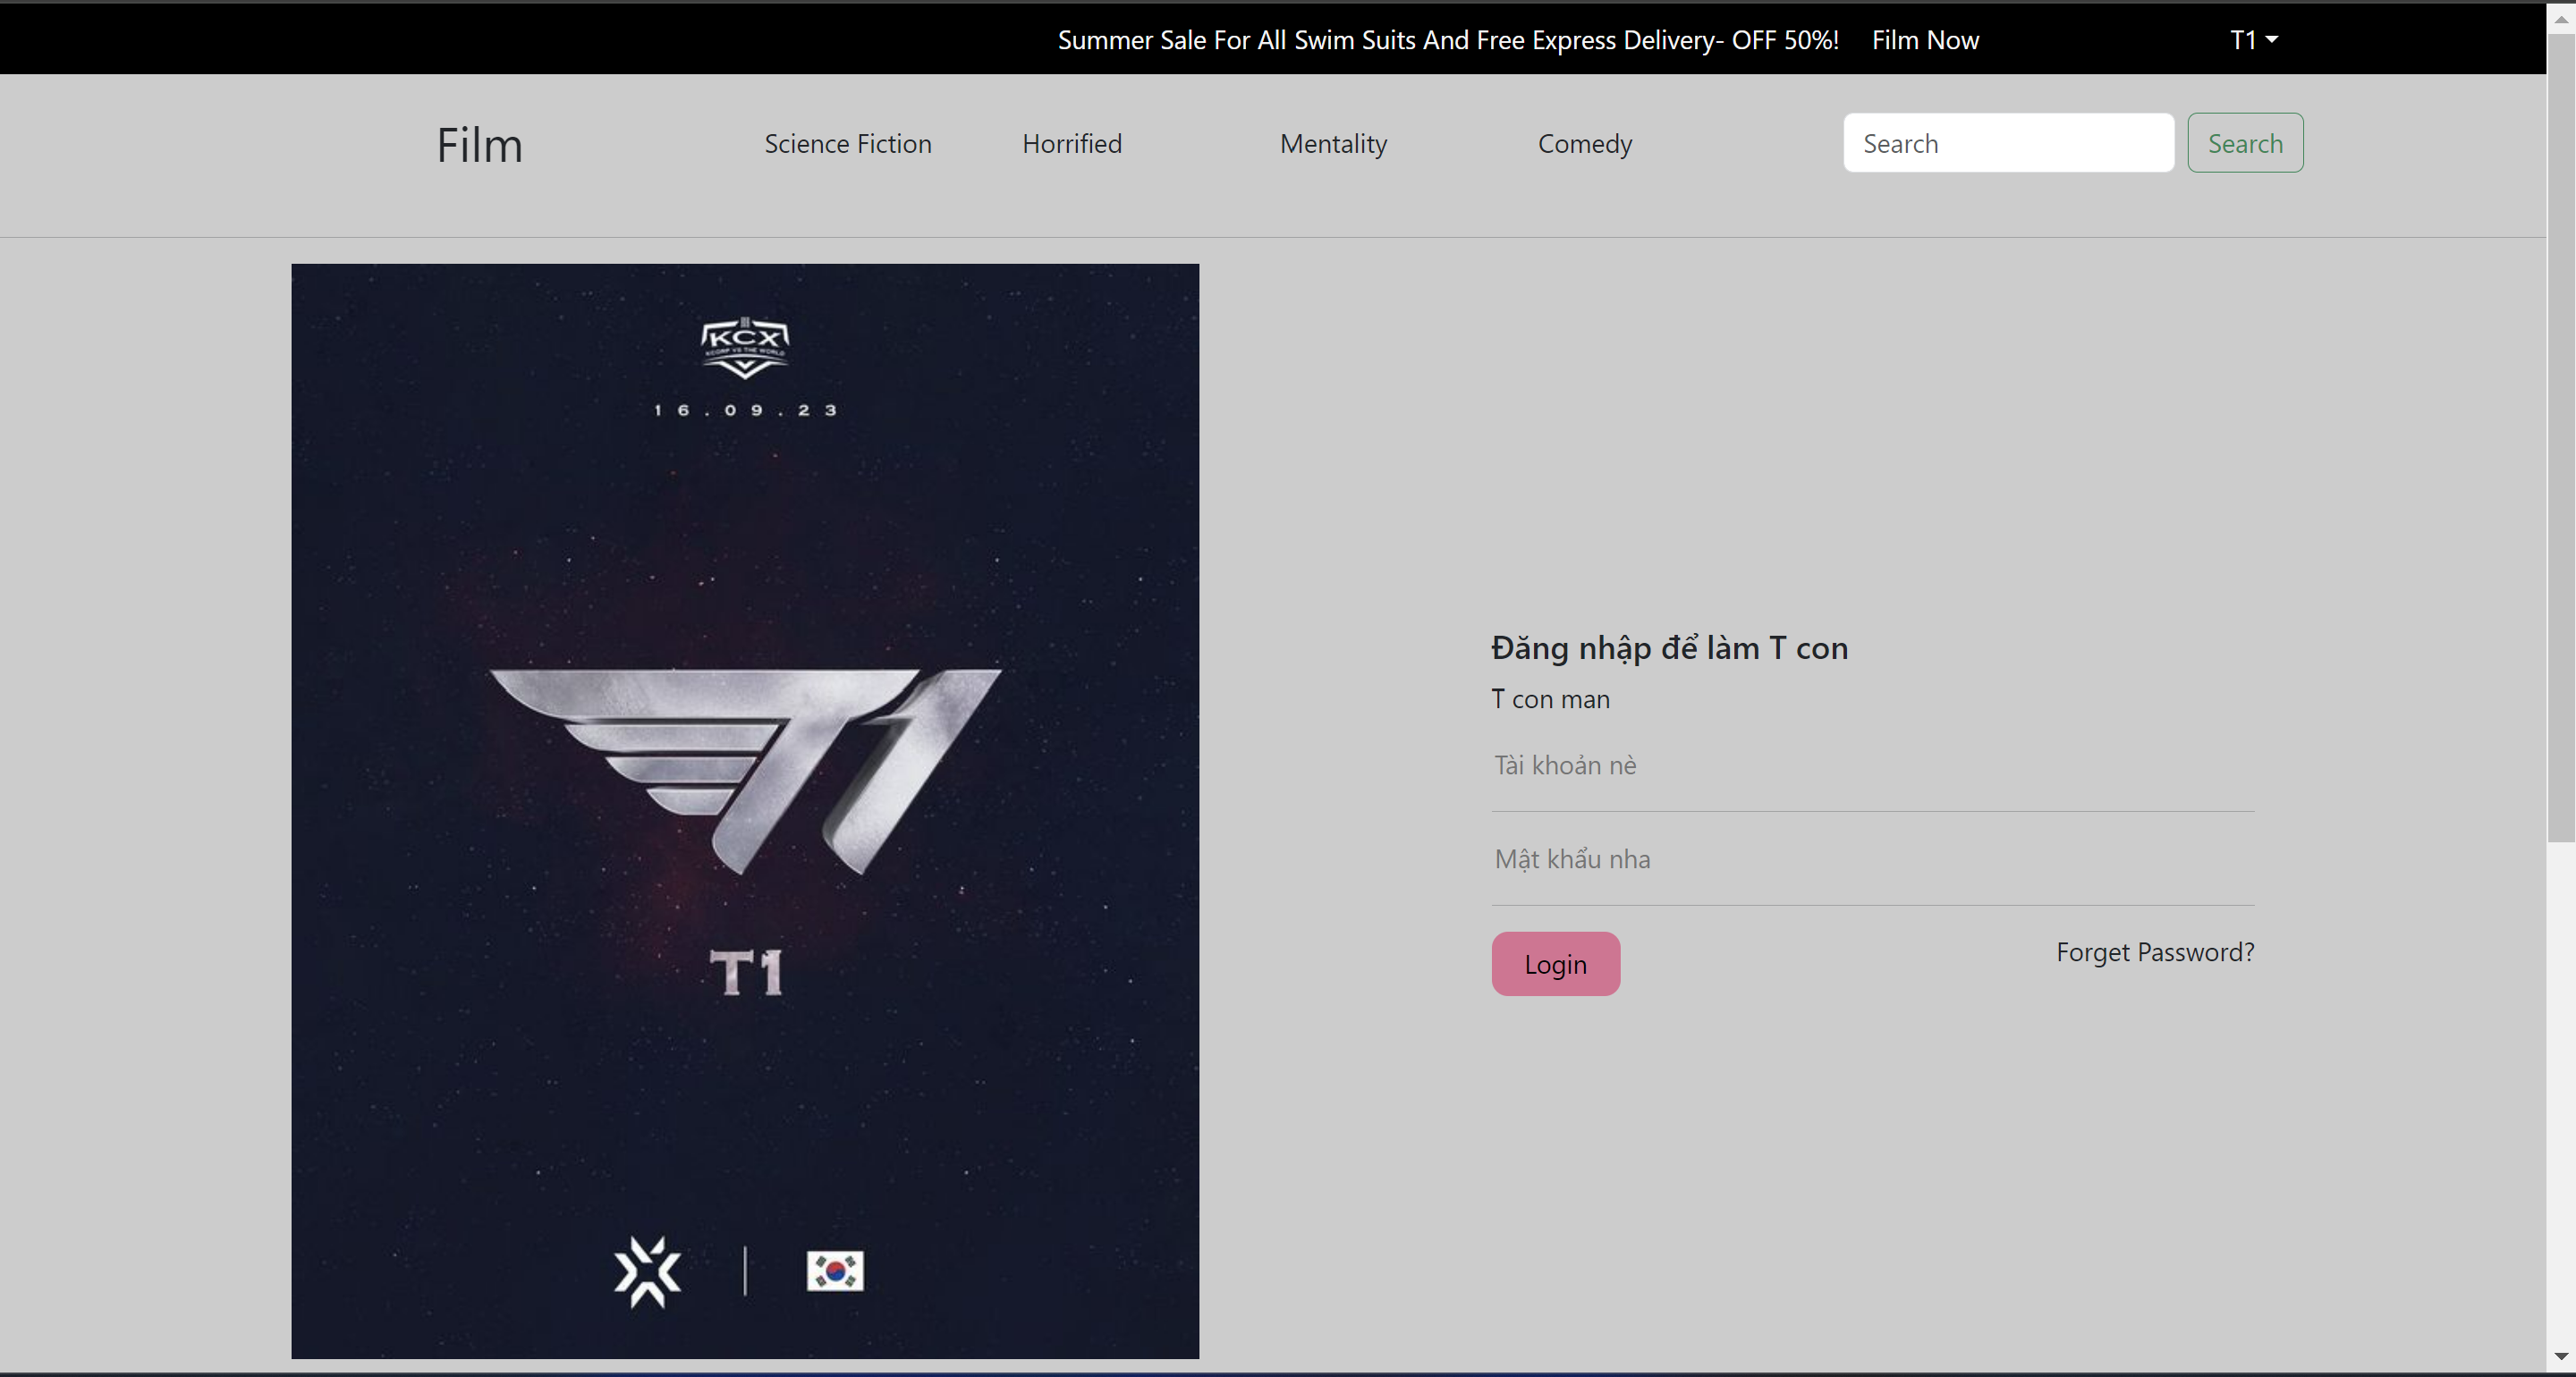 Summer Sale For All Swim Suits And Free Express Delivery- OFF 50%! Film Now T1
Film Science Fiction Horrified Mentality Comedy Search Search
KCX
KCORP VS THE WORLD
16.09.23
T1
T1
Đăng nhập để làm T con
T con man
Tài khoản nè
Mật khẩu nha
Login Forget Password?